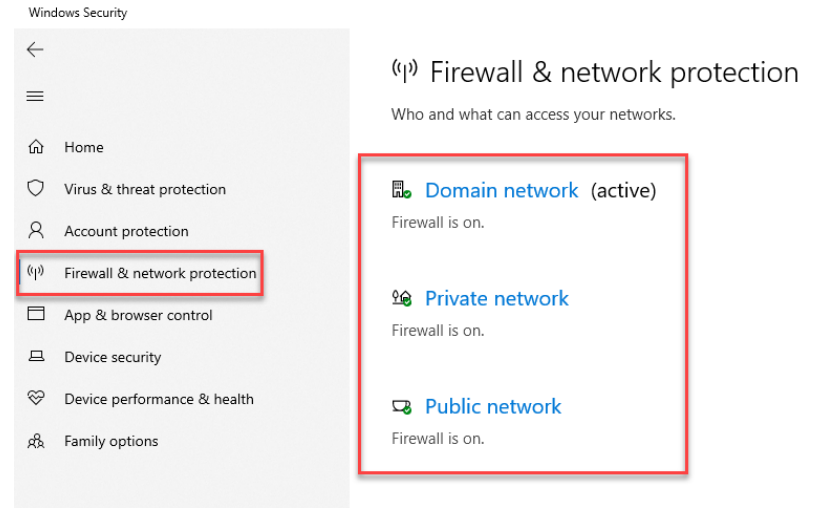 Windows Security
Home
Virus & threat protection
Account protection
Firewall & network protection
App & browser control
Device security
Device performance & health
Family options
Firewall & network protection
Who and what can access your networks.
Domain network (active)
Firewall is on.
Private network
Firewall is on.
Public network
Firewall is on.